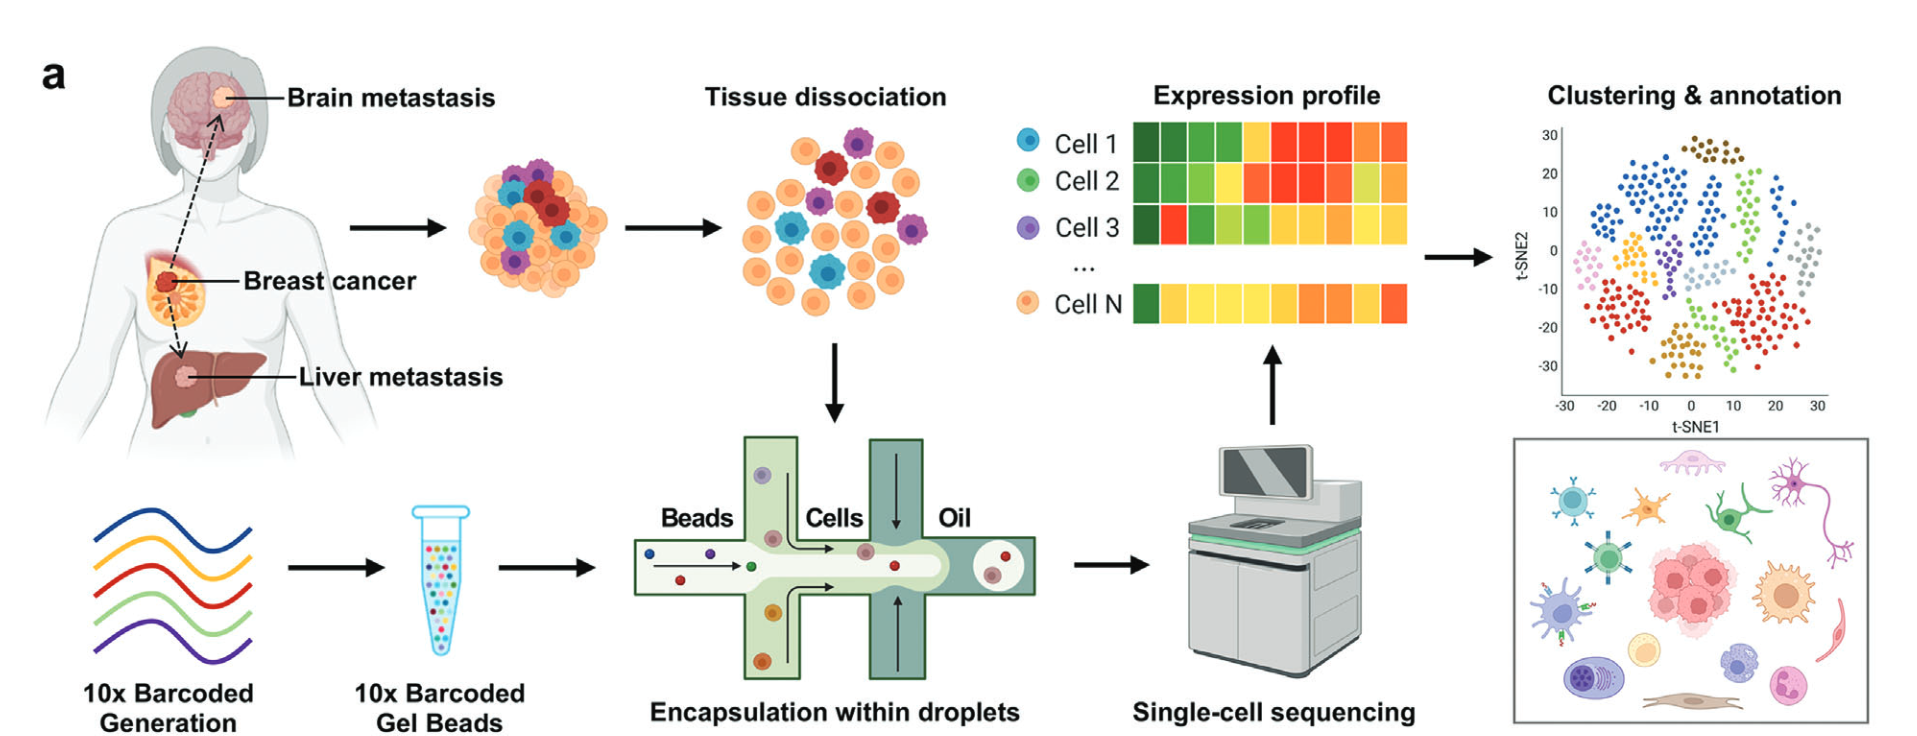 a
Brain metastasis
Breast cancer
Liver metastasis
Tissue dissociation
Expression profile
Cell 1
Cell 2
Cell 3
...
Cell N
Clustering & annotation
t-SNE2
30
20
10
0
-10
-20
-30
-30 -20 -10 0 10 20 30
t-SNE1
10x Barcoded
Generation
10x Barcoded
Gel Beads
Beads
Cells
Oil
Encapsulation within droplets
Single-cell sequencing